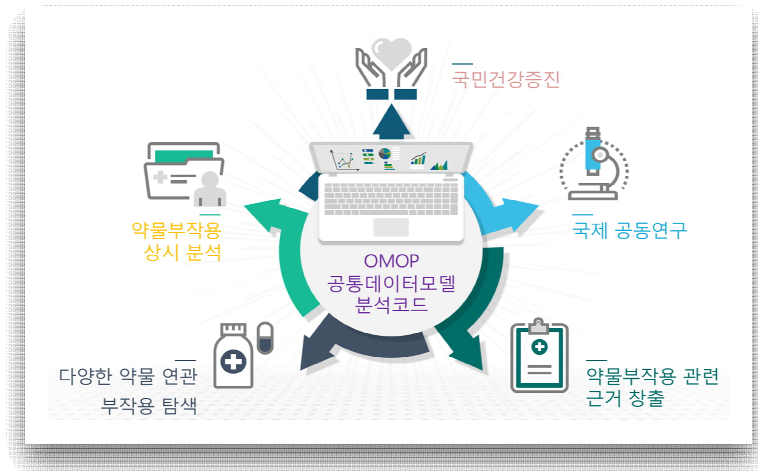 국민건강증진
약물부작용
상시 분석
국제 공동연구
OMOP
공통데이터모델
분석코드
다양한 약물 연관
부작용 탐색
약물부작용 관련
근거 창출